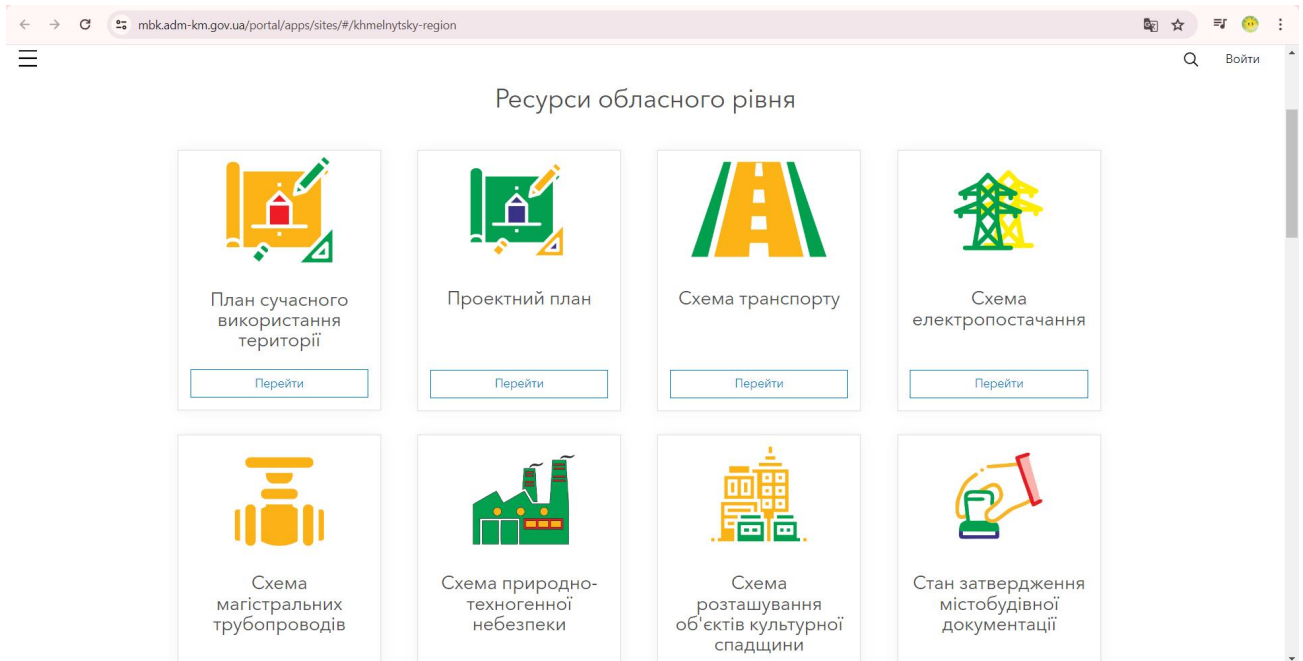 mbk.adm-km.gov.ua/portal/apps/sites/#/khmelnytsky-region
Войти
Ресурси обласного рівня
План сучасного
використання
території
Перейти
Проектний план
Перейти
Схема транспорту
Перейти
Схема
електропостачання
Перейти
Схема
магістральних
трубопроводів
Схема природно-
техногенної
небезпеки
Схема
розташування
об'єктів культурної
спадщини
Стан затвердження
містобудівної
документації